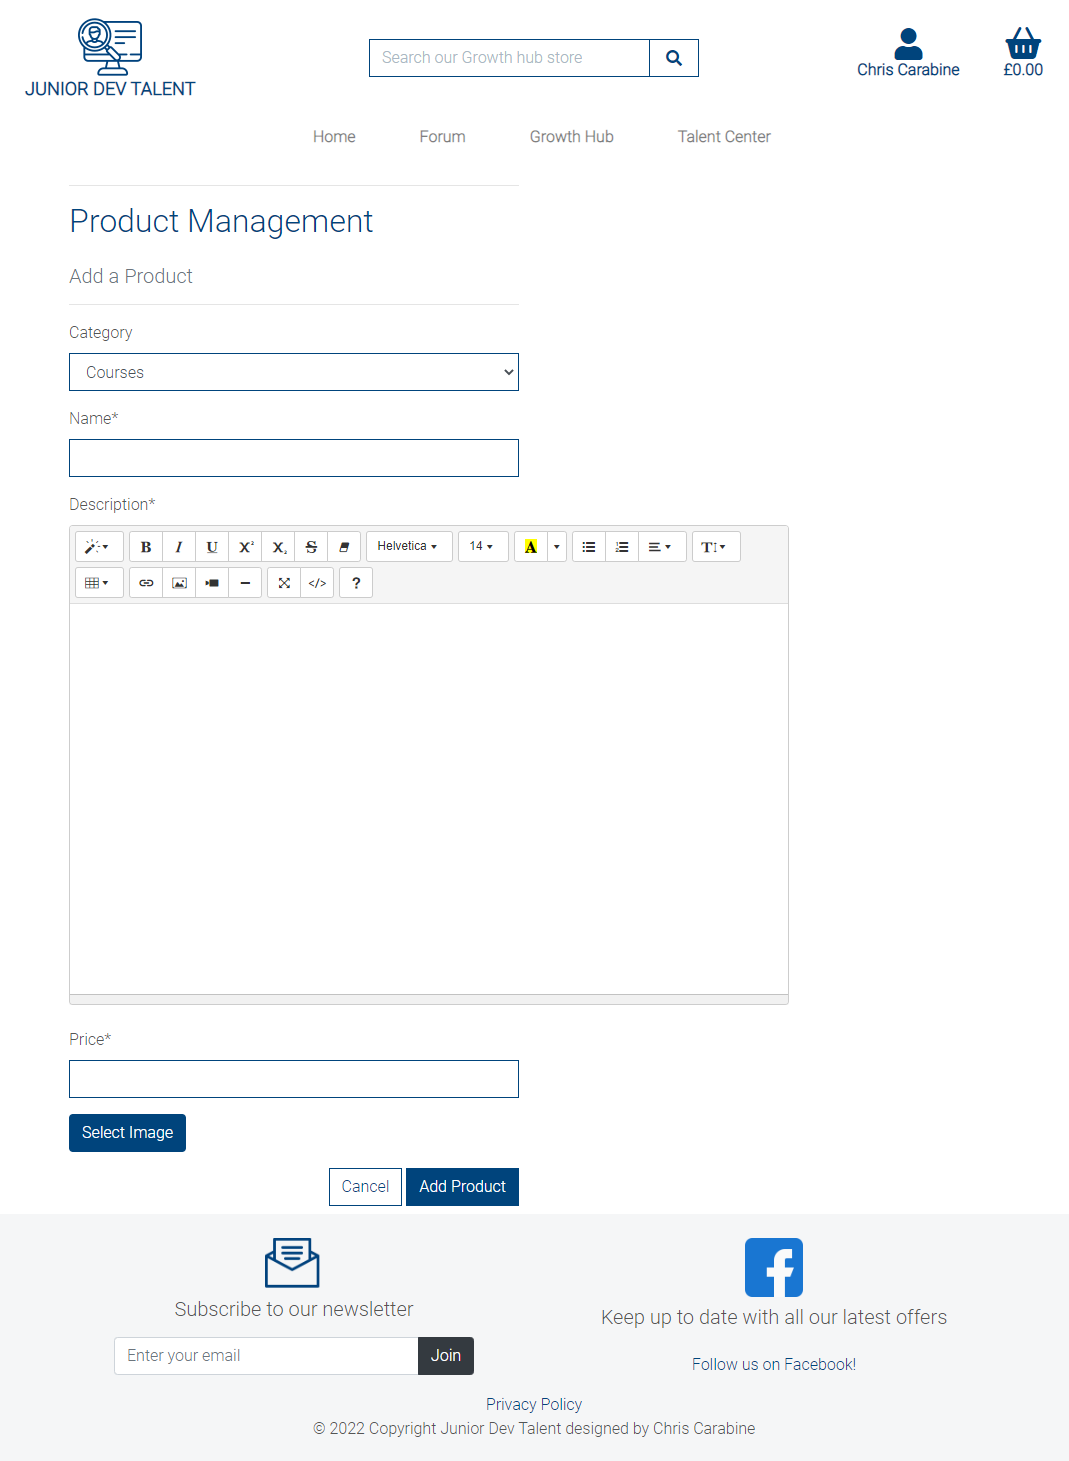 JUNIOR DEV TALENT
Search our Growth hub store
Chris Carabine
£0.00
Home
Forum
Growth Hub
Talent Center
Product Management
Add a Product
Category
Courses
Name*
Description*
B I U X² X₂ S Helvetica 14 A T
</> ?
Price*
Select Image
Cancel
Add Product
Subscribe to our newsletter
Enter your email
Join
Keep up to date with all our latest offers
Follow us on Facebook!
Privacy Policy
© 2022 Copyright Junior Dev Talent designed by Chris Carabine